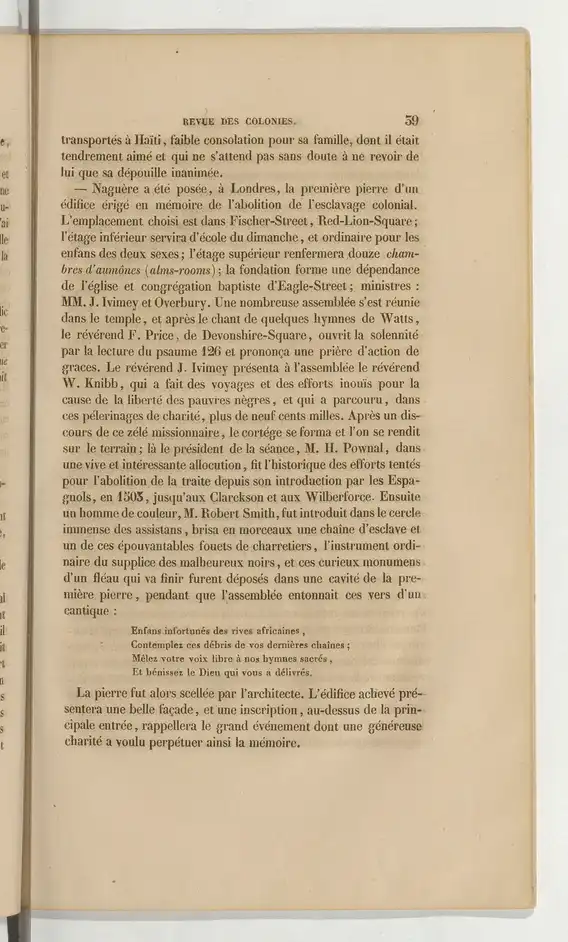 REVUE DES COLONIES. 39
transportés à Haïti, faible consolation pour sa famille, dont il était
tendrement aimé et qui ne s'attend pas sans doute à ne revoir de
lui que sa dépouille inanimée.
— Naguère a été posée, à Londres, la première pierre d'un
édifice érigé en mémoire de l'abolition de l'esclavage colonial.
L'emplacement choisi est dans Fischer-Street, Red-Lion-Square;
l'étage inférieur servira d'école du dimanche, et ordinaire pour les
enfans des deux sexes; l'étage supérieur renfermera douze cham-
bres d'aumônes (alms-rooms); la fondation forme une dépendance
de l'église et congrégation baptiste d'Eagle-Street; ministres :
MM. J. Ivimey et Overbury. Une nombreuse assemblée s'est réunie
dans le temple, et après le chant de quelques hymnes de Watts,
le révérend F. Price, de Devonshire-Square, ouvrit la solennité
par la lecture du psaume 126 et prononça une prière d'action de
graces. Le révérend J. Ivimey présenta à l'assemblée le révérend
W. Knibb, qui a fait des voyages et des efforts inouïs pour la
cause de la liberté des pauvres nègres, et qui a parcouru, dans
ces pélerinages de charité, plus de neuf cents milles. Après un dis-
cours de ce zélé missionnaire, le cortége se forma et l'on se rendit
sur le terrain; là le président de la séance, M. H. Pownal, dans
une vive et intéressante allocution, fit l'historique des efforts tentés
pour l'abolition de la traite depuis son introduction par les Espa-
gnols, en 1503, jusqu'aux Clarckson et aux Wilberforce. Ensuite
un homme de couleur, M. Robert Smith, fut introduit dans le cercle
immense des assistans, brisa en morceaux une chaîne d'esclave et
un de ces épouvantables fouets de charretiers, l'instrument ordi-
naire du supplice des malheureux noirs, et ces curieux monumens
d'un fléau qui va finir furent déposés dans une cavité de la pre-
mière pierre, pendant que l'assemblée entonnait ces vers d'un
cantique :
Enfans infortunés des rives africaines,
Contemplez ces débris de vos dernières chaînes;
Mêlez votre voix libre à nos hymnes sacrés,
Et bénissez le Dieu qui vous a délivrés.
La pierre fut alors scellée par l'architecte. L'édifice achevé pré-
sentera une belle façade, et une inscription, au-dessus de la prin-
cipale entrée, rappellera le grand événement dont une généreuse
charité a voulu perpétuer ainsi la mémoire.